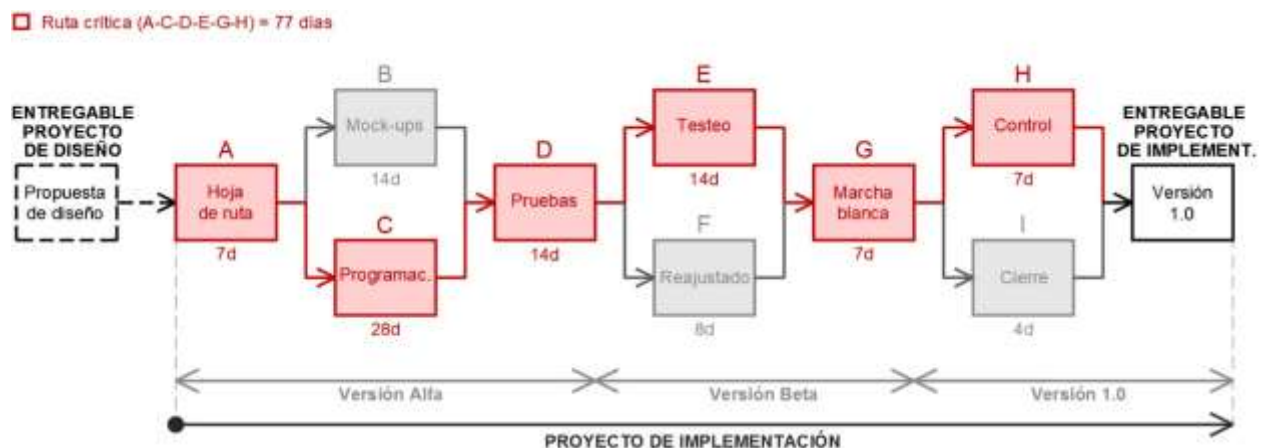 Ruta crítica (A-C-D-E-G-H) = 77 días
ENTREGABLE
PROYECTO
DE DISEÑO
Propuesta
de diseño
A
Hoja
de ruta
7d
B
Mock-ups
14d
C
Programac.
28d
D
Pruebas
14d
E
Testeo
14d
F
Reajustado
8d
G
Marcha
blanca
7d
H
Control
7d
I
Cierre
4d
ENTREGABLE
PROYECTO
DE IMPLEMENT.
Versión
1.0
Versión Alfa
Versión Beta
Versión 1.0
PROYECTO DE IMPLEMENTACIÓN